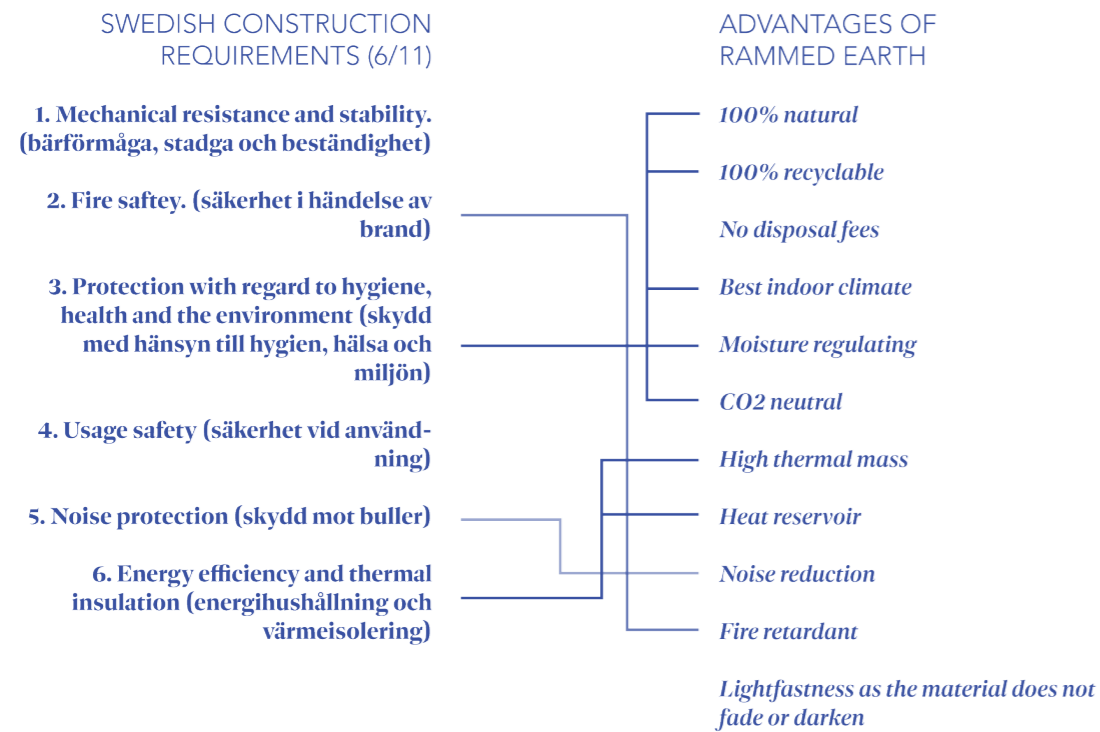 SWEDISH CONSTRUCTION
REQUIREMENTS (6/11)
1. Mechanical resistance and stability.
(bärförmåga, stadga och beständighet)
2. Fire saftey. (säkerhet i händelse av
brand)
3. Protection with regard to hygiene,
health and the environment (skydd
med hänsyn till hygien, hälsa och
miljön)
4. Usage safety (säkerhet vid använd-
ning)
5. Noise protection (skydd mot buller)
6. Energy efficiency and thermal
insulation (energihushållning och
värmeisolering)
ADVANTAGES OF
RAMMED EARTH
100% natural
100% recyclable
No disposal fees
Best indoor climate
Moisture regulating
CO2 neutral
High thermal mass
Heat reservoir
Noise reduction
Fire retardant
Lightfastness as the material does not
fade or darken